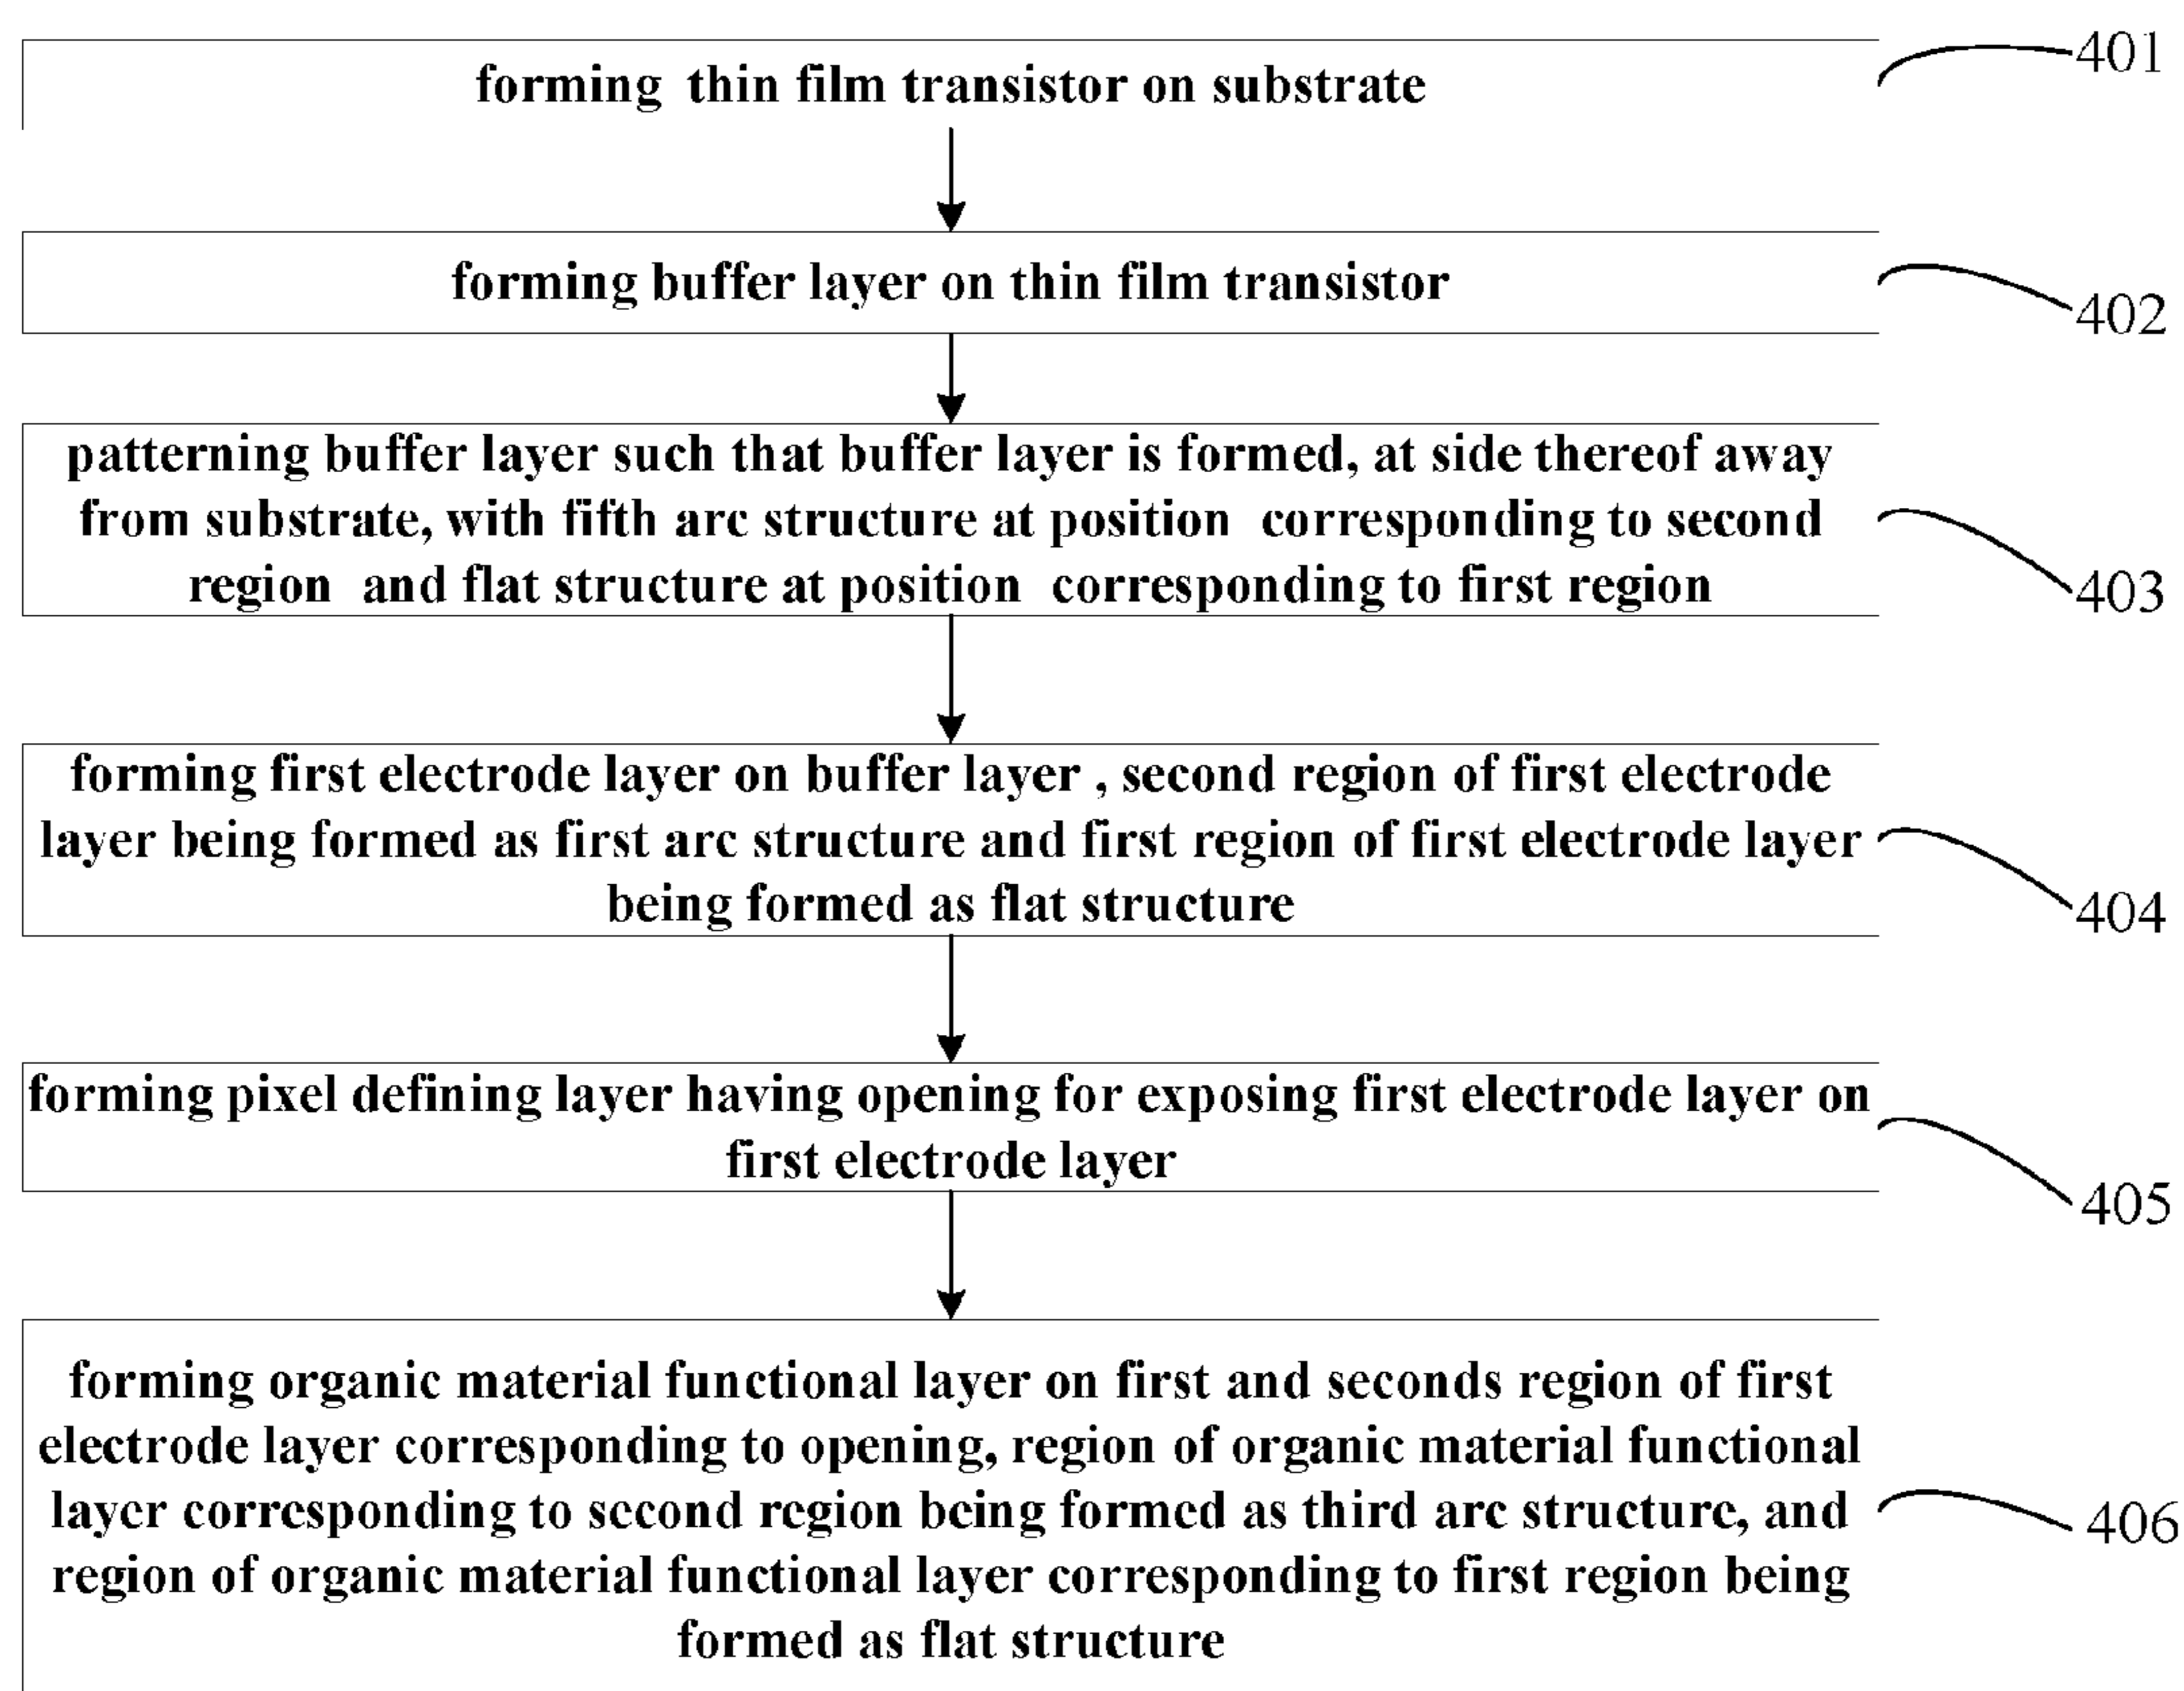 forming thin film transistor on substrate
401
forming buffer layer on thin film transistor
402
patterning buffer layer such that buffer layer is formed, at side thereof away
from substrate, with fifth arc structure at position corresponding to second
region and flat structure at position corresponding to first region
403
forming first electrode layer on buffer layer , second region of first electrode
layer being formed as first arc structure and first region of first electrode layer
being formed as flat structure
404
forming pixel defining layer having opening for exposing first electrode layer on
first electrode layer
405
forming organic material functional layer on first and seconds region of first
electrode layer corresponding to opening, region of organic material functional
layer corresponding to second region being formed as third arc structure, and
region of organic material functional layer corresponding to first region being
formed as flat structure
406